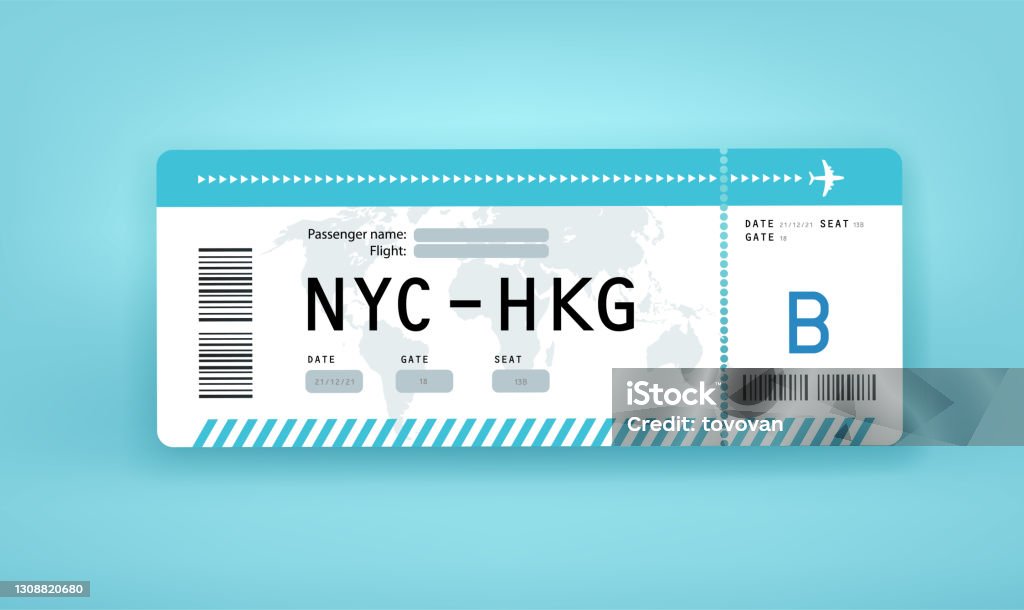 Passenger name:
Flight:
NYC-HKG
DATE GATE SEAT
21/12/21 18 13B
DATE 21/12/21 SEAT 13B
GATE 18
B
iStock
Credit: tovovan
1308820680